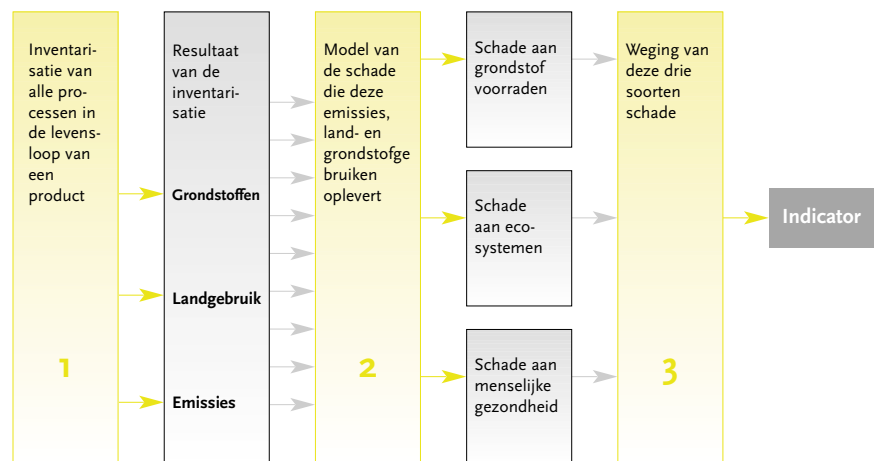 Inventari-
satie van
alle pro-
cessen in
de levens-
loop van
een
product
1
Resultaat
van de
inventari-
satie
Grondstoffen
Landgebruik
Emissies
Model van
de schade
die deze
emissies,
land- en
grondstofge
bruiken
oplevert
2
Schade aan
grondstof
voorraden
Schade
aan eco-
systemen
Schade aan
menselijke
gezondheid
Weging van
deze drie
soorten
schade
3
Indicator